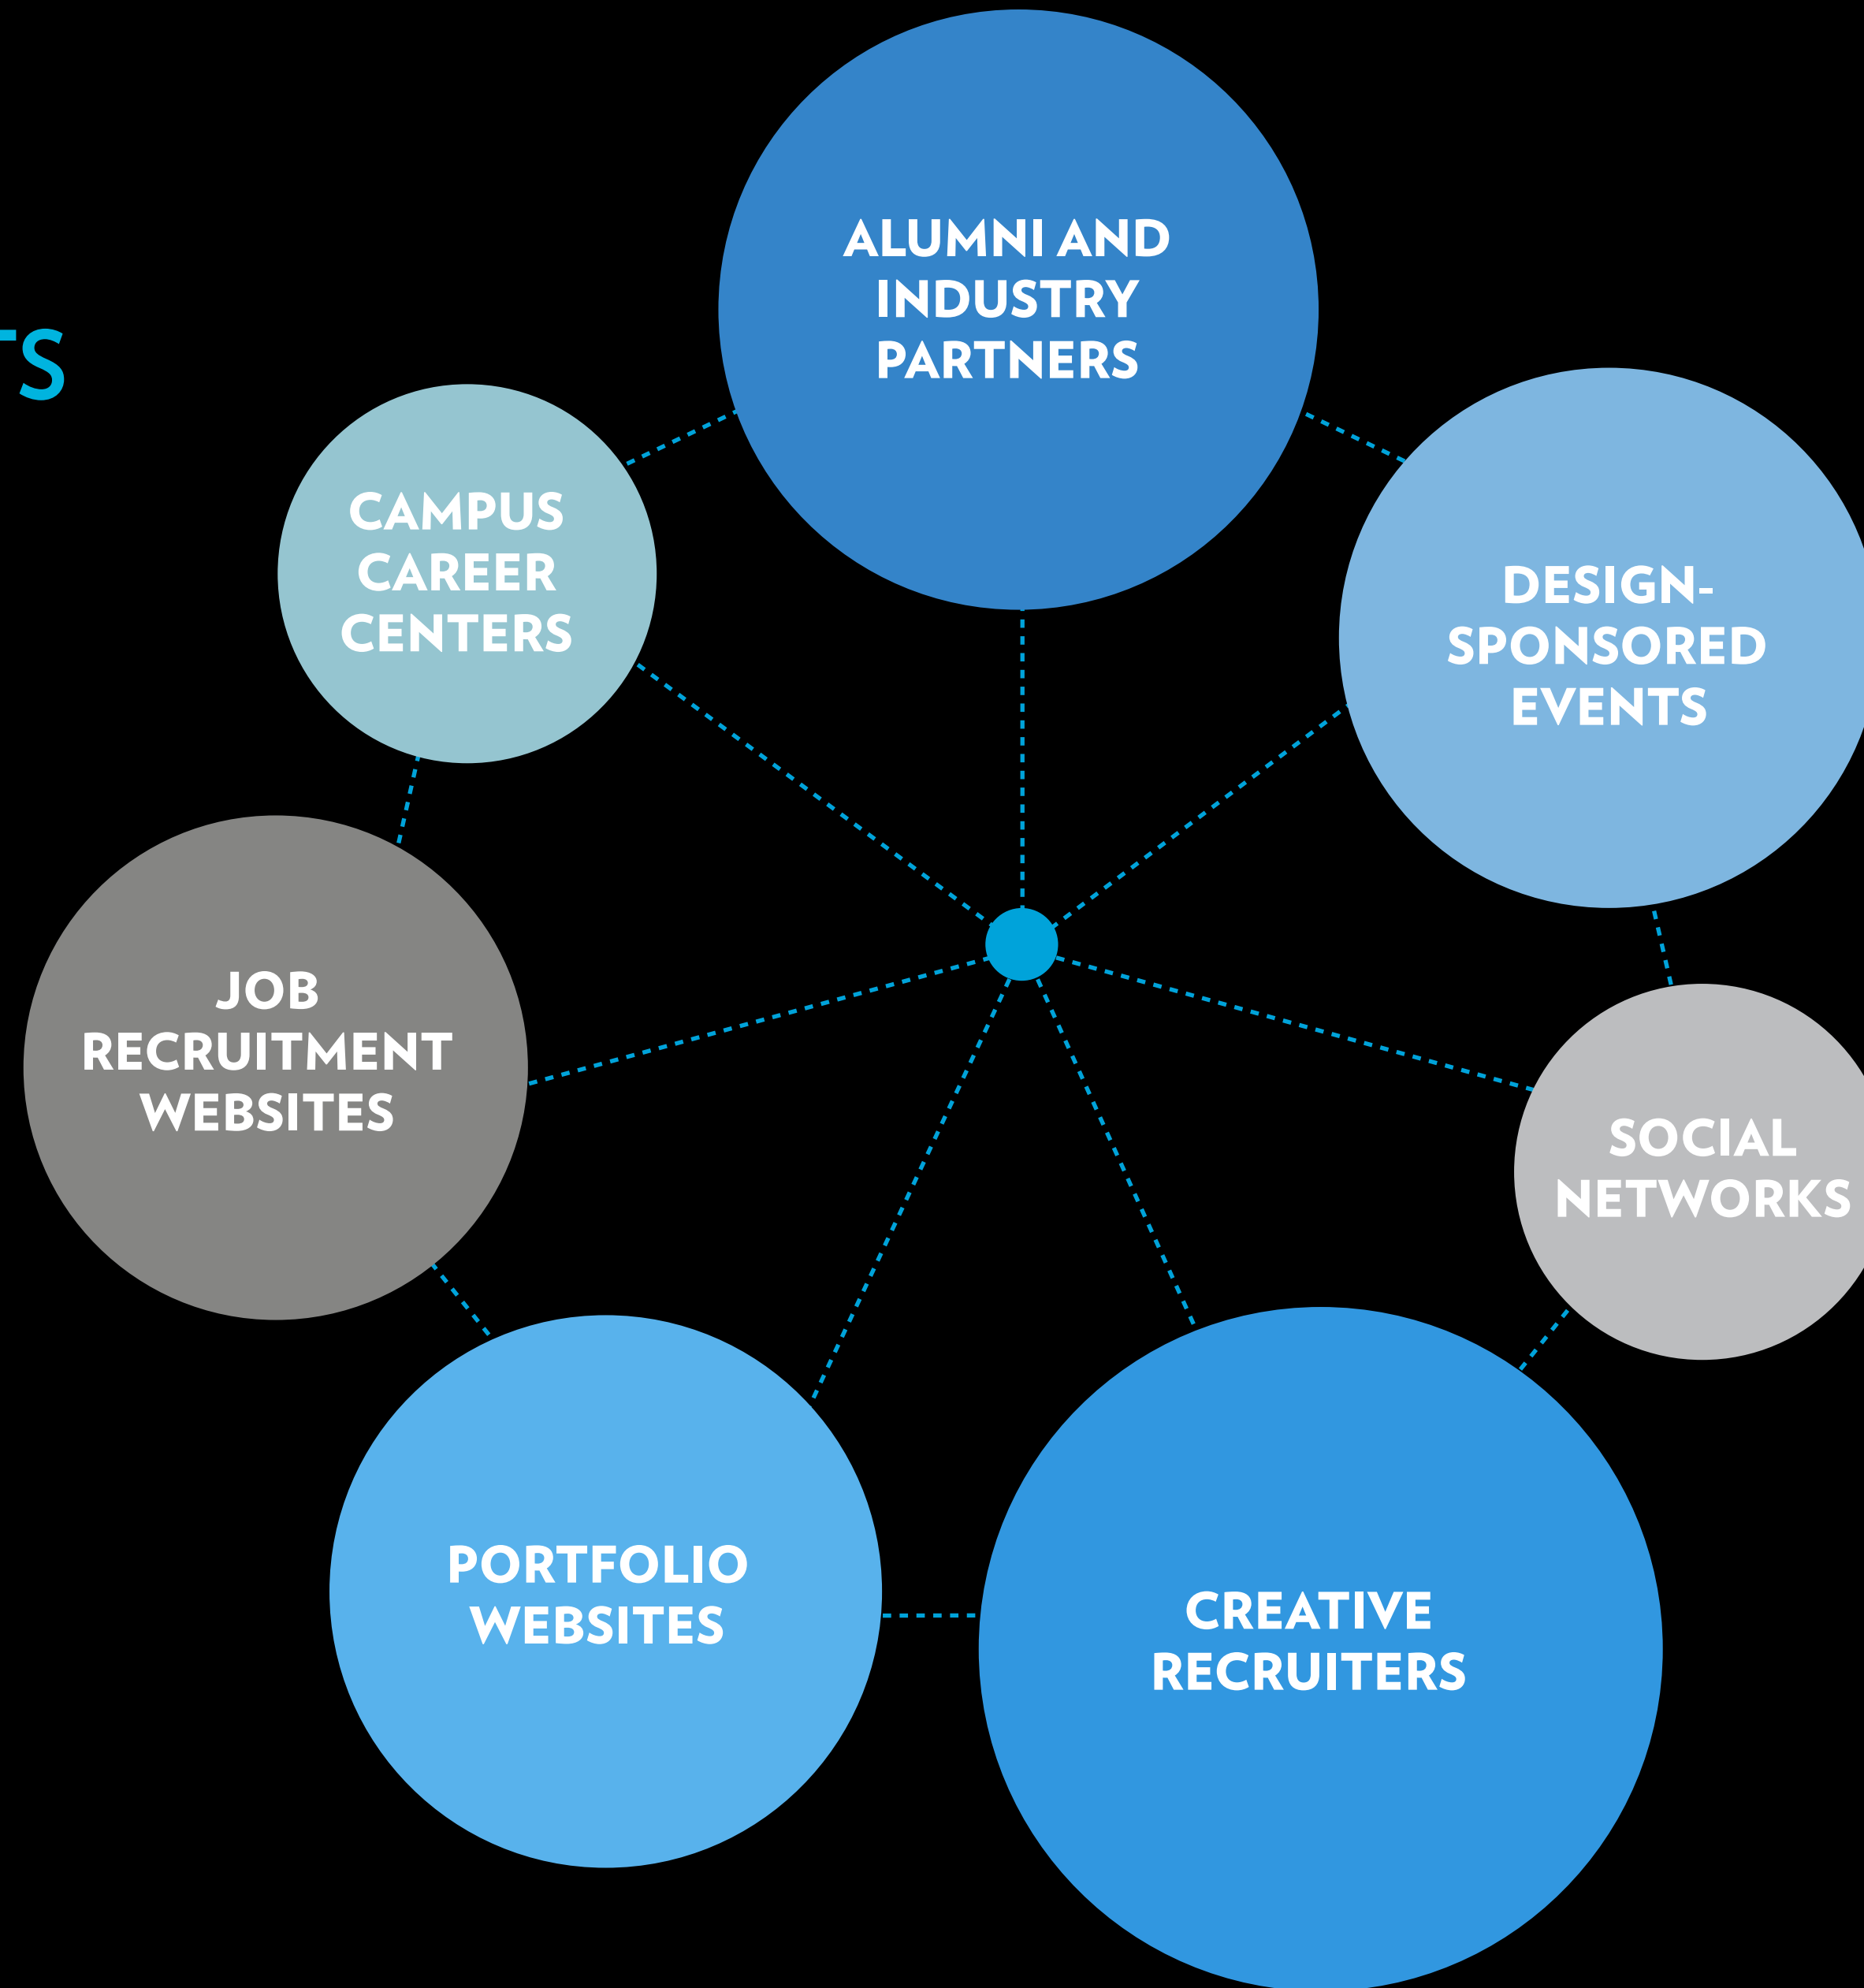 ALUMNI AND
INDUSTRY
PARTNERS
CAMPUS
CAREER
CENTERS
DESIGN-
SPONSORED
EVENTS
JOB
RECRUITMENT
WEBSITES
SOCIAL
NETWORKS
PORTFOLIO
WEBSITES
CREATIVE
RECRUITERS